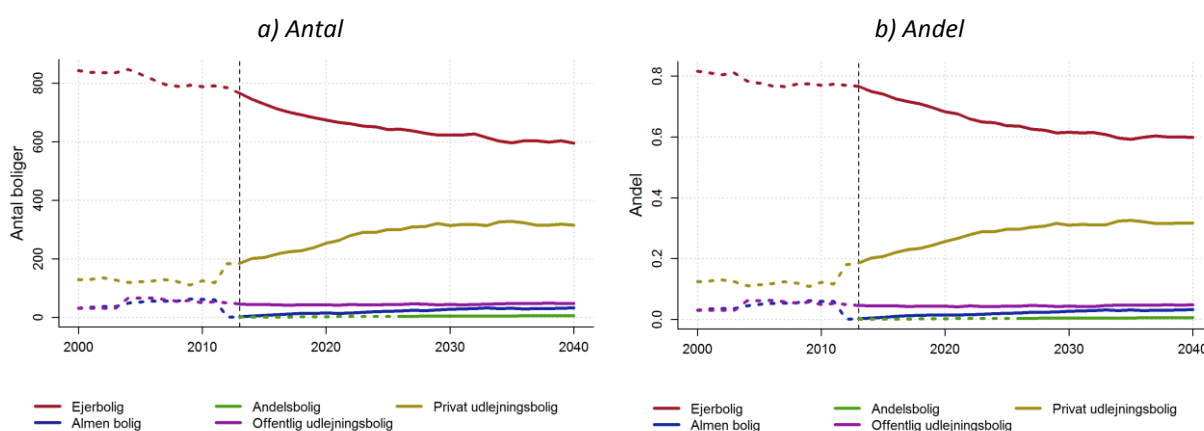 a) Antal
Antal boliger
800
600
400
200
0
2000
2010
2020
2030
2040
Ejerbolig
Andelsbolig
Privat udlejningsbolig
Almen bolig
Offentlig udlejningsbolig
b) Andel
Andel
0.8
0.6
0.4
0.2
0.0
2000
2010
2020
2030
2040
Ejerbolig
Andelsbolig
Privat udlejningsbolig
Almen bolig
Offentlig udlejningsbolig